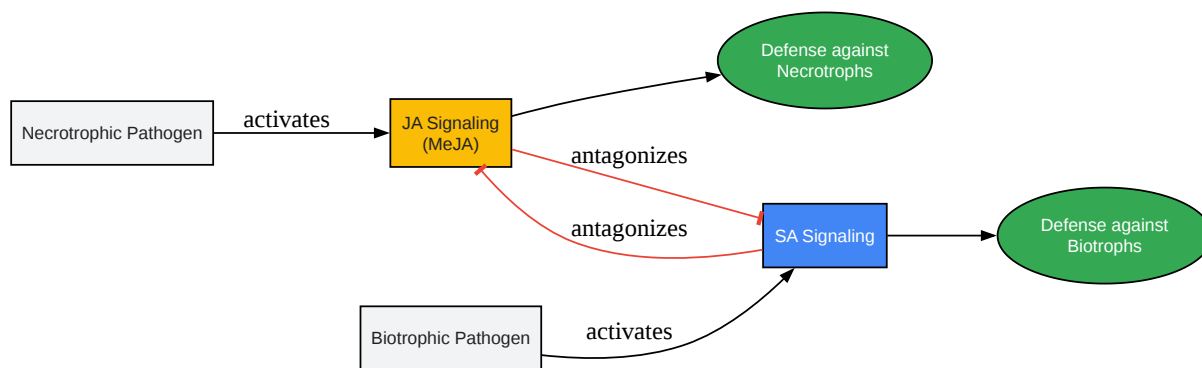 Defense against
Necrotrophs
Necrotrophic Pathogen
activates
JA Signaling
(MeJA)
antagonizes
antagonizes
SA Signaling
Defense against
Biotrophs
Biotrophic Pathogen
activates